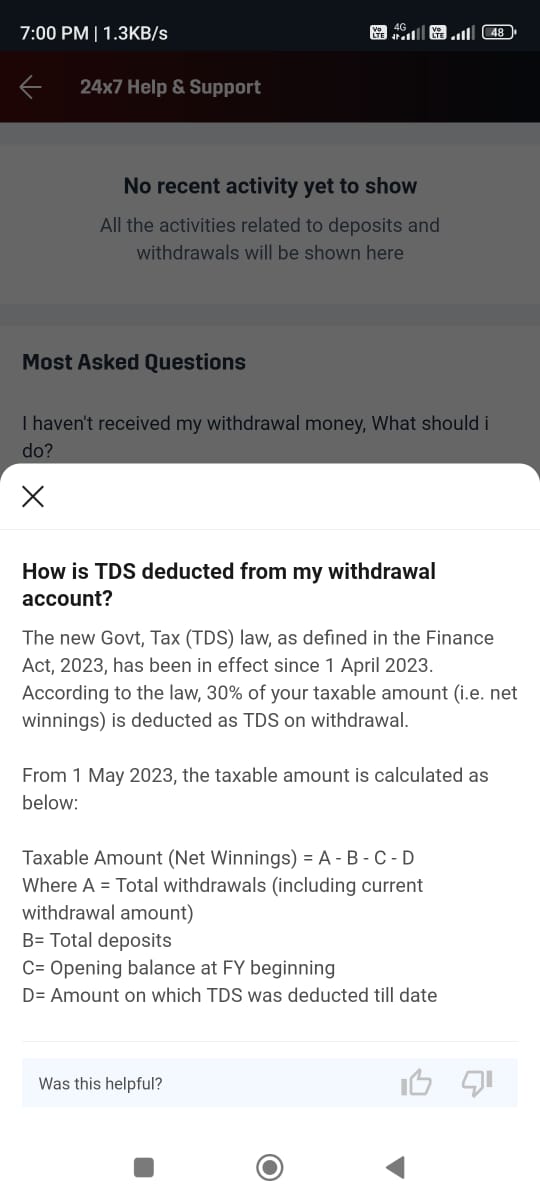 7:00 PM | 1.3KB/s
Vo LTE 4G Vo LTE 48
24x7 Help & Support
No recent activity yet to show
All the activities related to deposits and
withdrawals will be shown here
Most Asked Questions
I haven't received my withdrawal money, What should i
do?
How is TDS deducted from my withdrawal
account?
The new Govt, Tax (TDS) law, as defined in the Finance
Act, 2023, has been in effect since 1 April 2023.
According to the law, 30% of your taxable amount (i.e. net
winnings) is deducted as TDS on withdrawal.
From 1 May 2023, the taxable amount is calculated as
below:
Taxable Amount (Net Winnings) = A - B - C - D
Where A = Total withdrawals (including current
withdrawal amount)
B= Total deposits
C= Opening balance at FY beginning
D= Amount on which TDS was deducted till date
Was this helpful?